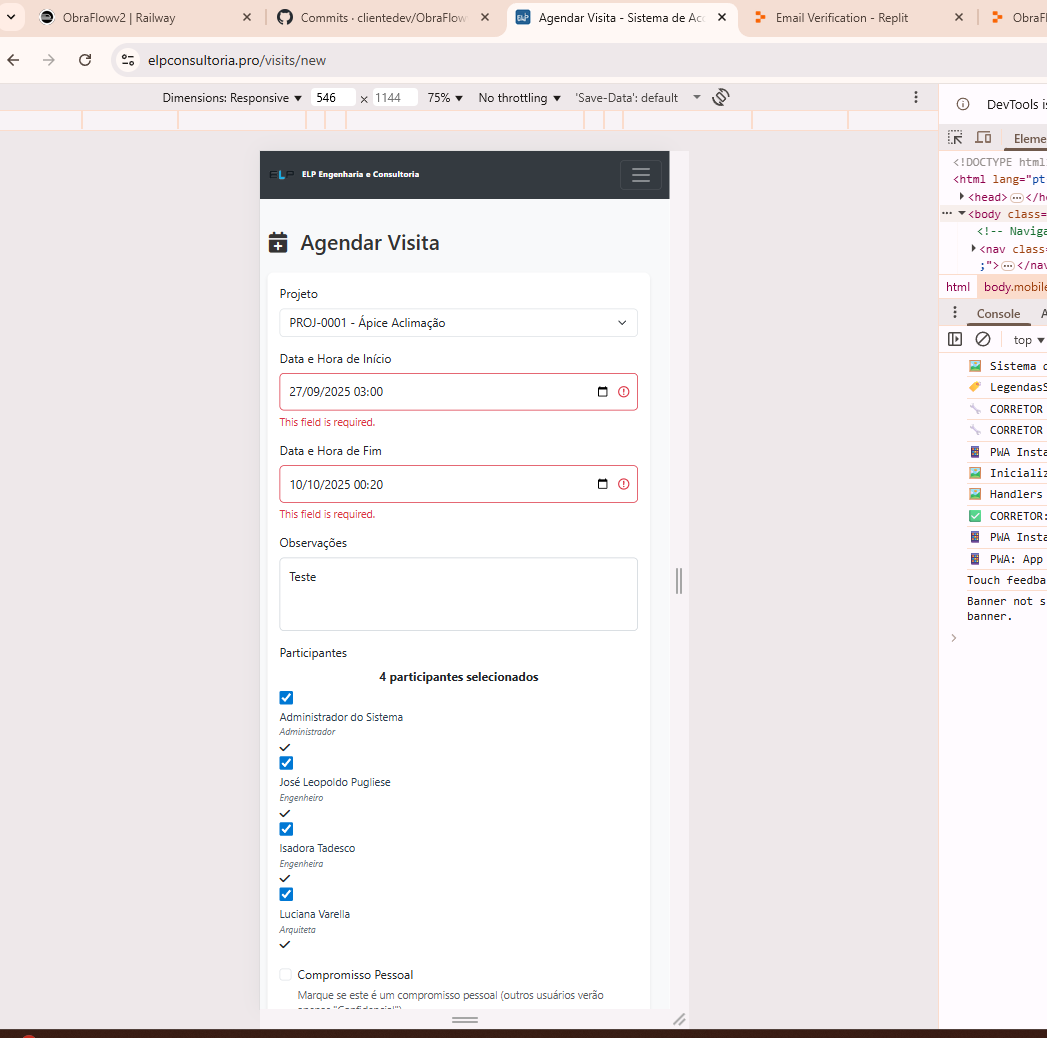 ObraFlowv2 | Railway
Commits · clientedev/ObraFlow
Agendar Visita - Sistema de Ac
Email Verification - Replit
ObraFl
elpconsultoria.pro/visits/new
Dimensions: Responsive 546 x 1144 75% No throttling 'Save-Data': default
DevTools is
Eleme
<!DOCTYPE html
<html lang="pt
<head> ... </he
<body class=
<!-- Naviga
<nav class=
;"> ... </nav
html body.mobile
Console
top
ELP ELP Engenharia e Consultoria
Agendar Visita
Projeto
PROJ-0001 - Ápice Aclimação
Data e Hora de Início
27/09/2025 03:00
This field is required.
Data e Hora de Fim
10/10/2025 00:20
This field is required.
Observações
Teste
Participantes
4 participantes selecionados
Administrador do Sistema
Administrador
José Leopoldo Pugliese
Engenheiro
Isadora Tadesco
Engenheira
Luciana Varella
Arquiteta
Compromisso Pessoal
Marque se este é um compromisso pessoal (outros usuários verão
apenas "Confidencial")
Sistema d
LegendasS
CORRETOR
CORRETOR
PWA Insta
Inicializ
Handlers
CORRETOR:
PWA Insta
PWA: App
Touch feedba
Banner not s
banner.